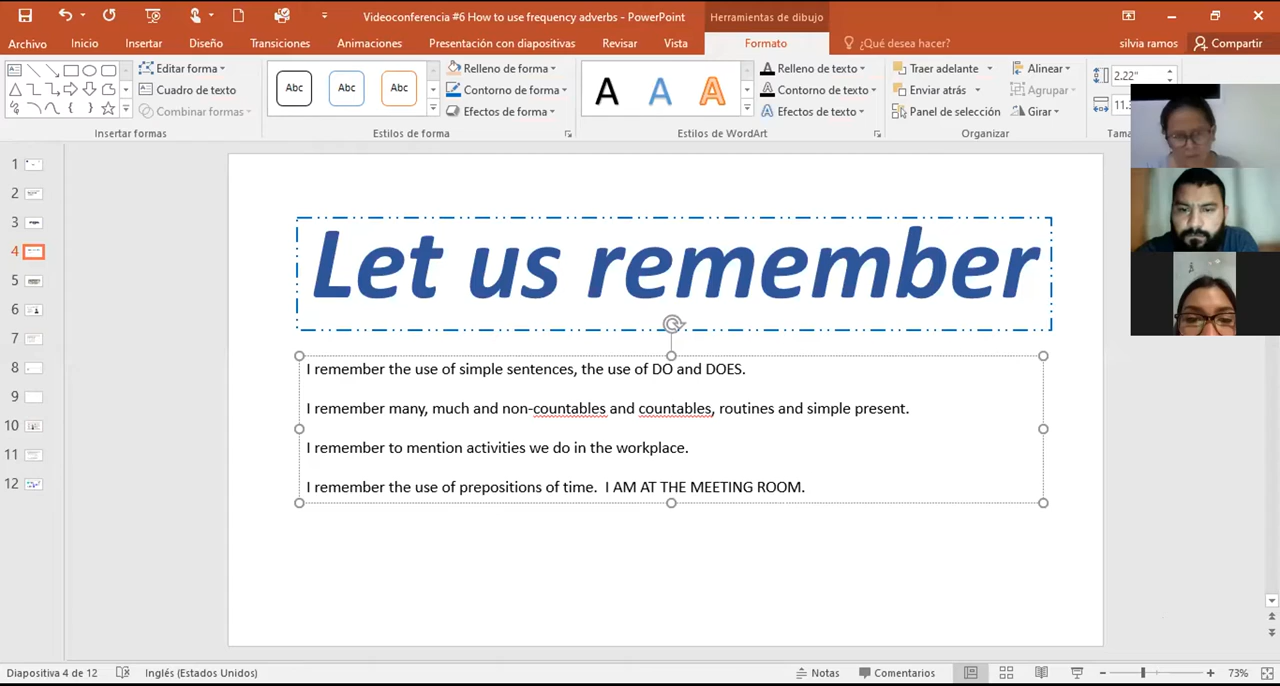 Videoconferencia #6 How to use frequency adverbs - PowerPoint
Herramientas de dibujo
Archivo Inicio Insertar Diseño Transiciones Animaciones Presentación con diapositivas Revisar Vista Formato ¿Qué desea hacer? silvia ramos Compartir
Editar forma
Cuadro de texto
Combinar formas
Insertar formas
Abc Abc Abc
Relleno de forma
Contorno de forma
Efectos de forma
Estilos de forma
A A A
Relleno de texto
Contorno de texto
Efectos de texto
Estilos de WordArt
Traer adelante
Enviar atrás
Panel de selección
Alinear
Agrupar
Girar
Organizar
2.22"
11.3
Tama
1
2
3
4
5
6
7
8
9
10
11
12
Let us remember
I remember the use of simple sentences, the use of DO and DOES.
I remember many, much and non-countables and countables, routines and simple present.
I remember to mention activities we do in the workplace.
I remember the use of prepositions of time. I AM AT THE MEETING ROOM.
Diapositiva 4 de 12 Inglés (Estados Unidos) Notas Comentarios 73%